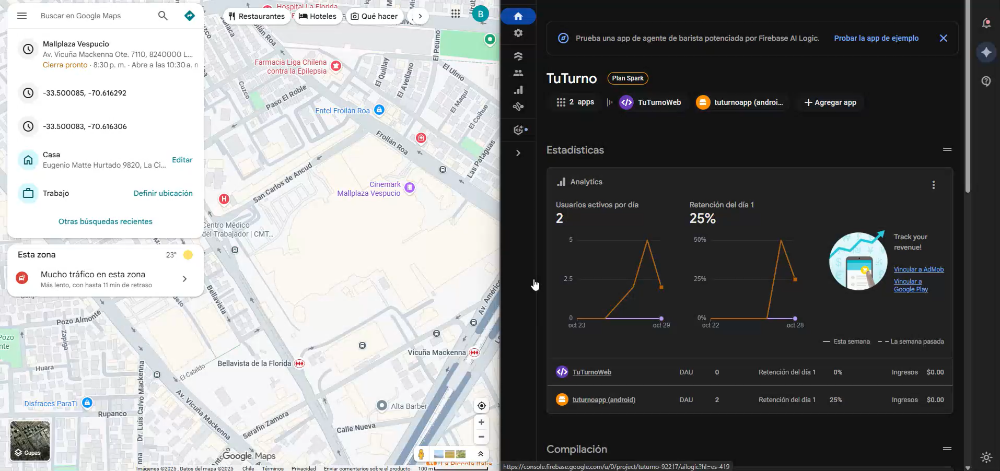 Buscar en Google Maps
Restaurantes
Hoteles
Qué hacer
B
Mallplaza Vespucio
Av. Vicuña Mackenna Ote. 7110, 8240000 L...
Cierra pronto · 8:30 p. m. · Abre a las 10:30 a. n
-33.500085, -70.616292
-33.500083, -70.616306
Casa
Eugenio Matte Hurtado 9820, La Ci...
Editar
Trabajo
Definir ubicación
Otras búsquedas recientes
Esta zona
23°
Mucho tráfico en esta zona
Más lento, con hasta 11 min de retraso
Hospital La Florida
Froilán Roa
El Perumo
Farmacia Liga Chilena
contra la Epilepsia
El Quillay
El Avellano
El Ulmo
Cuzco
Paso El Roble
El Maqui
El Coihue
Entel Froilán Roa
Froilán Roa
Las Pataguas
San Carlos de Ancud
Cinemark
Mallplaza Vespucio
H
Centro Médico
del Trabajador | CMT...
Bellavista
Av. Américo
Pozo Almonte
Zapiga
Pozo
nte
Huara
El Cabildo
Bellavista de la Florida
Vicuña Mackenna
Dr. Luis Calvo Mackenna
Av. Vicuña Mackenna
Disfraces ParaTi
Rupanco
Alta Barber
Serafín Zamora
Calle Nueva
Capas
Google Maps
La Piccola Italia
Imágenes ©2025 , Datos del mapa ©2025
Chile
Términos
Privacidad
Enviar comentarios sobre el producto
100 m
Prueba una app de agente de barista potenciada por Firebase AI Logic.
Probar la app de ejemplo
TuTurno
Plan Spark
2 apps
TuTurnoWeb
tuturnoapp (androi...
+ Agregar app
Estadísticas
Analytics
Usuarios activos por día
2
5
2.5
0
oct 23
oct 29
Retención del día 1
25%
50%
25%
0%
oct 22
oct 28
Track your
revenue!
Vincular a AdMob
Vincular a
Google Play
Esta semana
La semana pasada
TuTurnoWeb
DAU
0
Retención del día 1
0%
Ingresos
$0.00
tuturnoapp (android)
DAU
2
Retención del día 1
25%
Ingresos
$0.00
Compilación
https://console.firebase.google.com/u/0/project/tuturno-92217/ailogic?hl=es-419